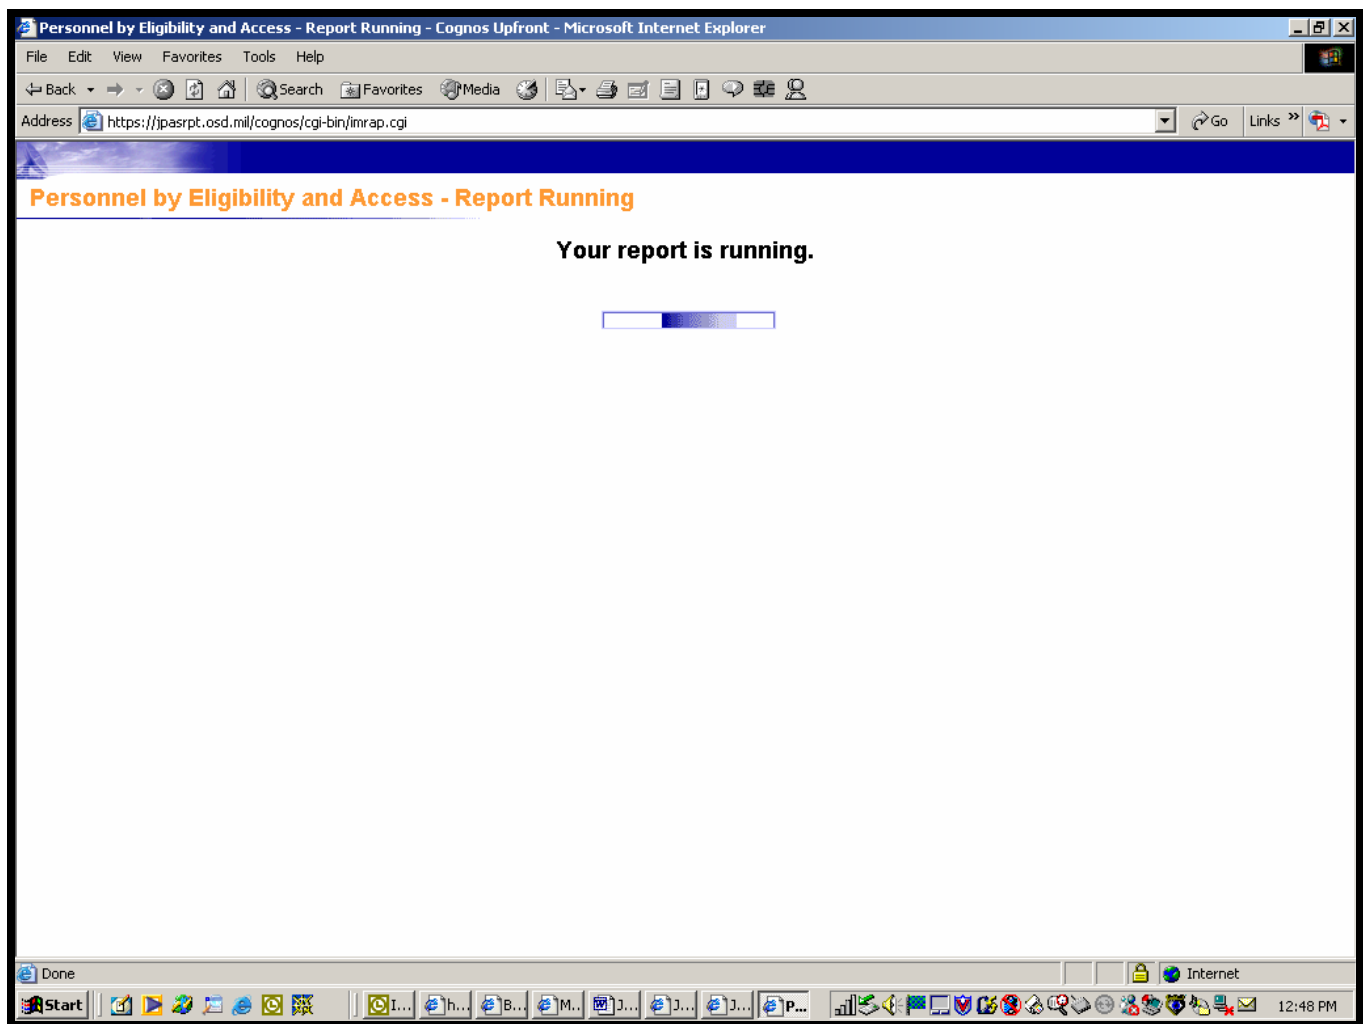 Personnel by Eligibility and Access - Report Running - Cognos Upfront - Microsoft Internet Explorer
File Edit View Favorites Tools Help
Back Search Favorites Media
Address https://jpasrpt.osd.mil/cognos/cgi-bin/imrap.cgi Go Links »
Personnel by Eligibility and Access - Report Running
Your report is running.
Done Internet
Start I... h... B... M... J... J... J... P... 12:48 PM